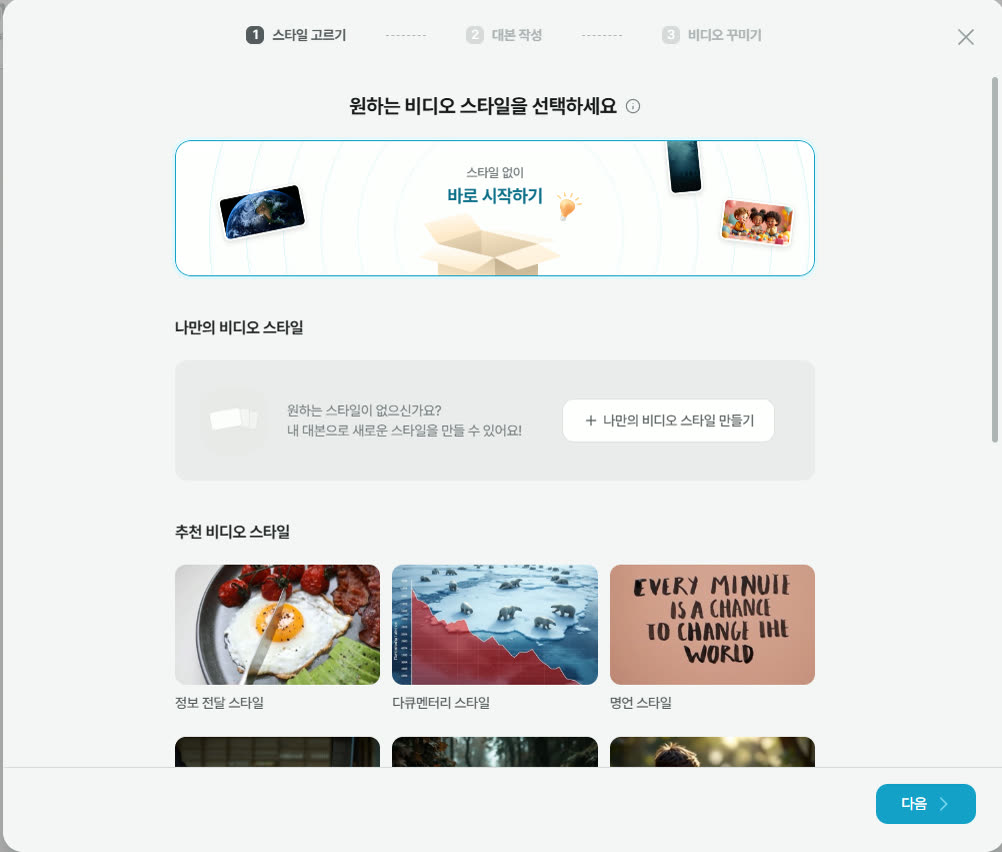 1 스타일 고르기
2 대본 작성
3 비디오 꾸미기
원하는 비디오 스타일을 선택하세요
스타일 없이
바로 시작하기
나만의 비디오 스타일
원하는 스타일이 없으신가요?
내 대본으로 새로운 스타일을 만들 수 있어요!
+ 나만의 비디오 스타일 만들기
추천 비디오 스타일
EVERY MINUTE
IS A CHANCE
TO CHANGE THE
WORLD
정보 전달 스타일
다큐멘터리 스타일
명언 스타일
다음